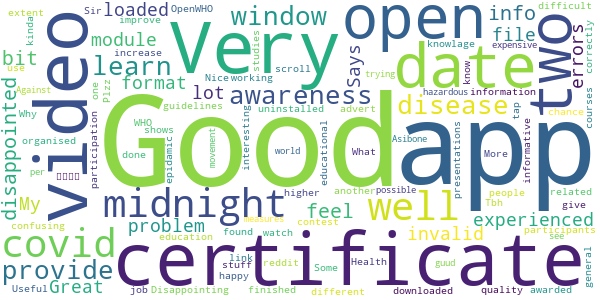 extent kinda Sir loaded OpenWHO window open info two
improve difficult
bit module Says file errors correctly
use increase knowlage awareness
Very date
video learn format lot
disappointed Why studies scroll Nice working know. expensive
Against trying hazardous information
guidelines uninstalled advert disease tap courses
one Plzz WHO shows interesting
participation organised done epidemic movement educational world What Asibone More chance
Good app
possible informative presentations another
My per midnight higher feel Tbh people related
confusing well experienced give
problem contest invalid participants
covid education found watch measures see
link reddit Some Health
provide certificate
Great stuff happy guud general
Useful job Disappointing finished different downloaded quality awarded